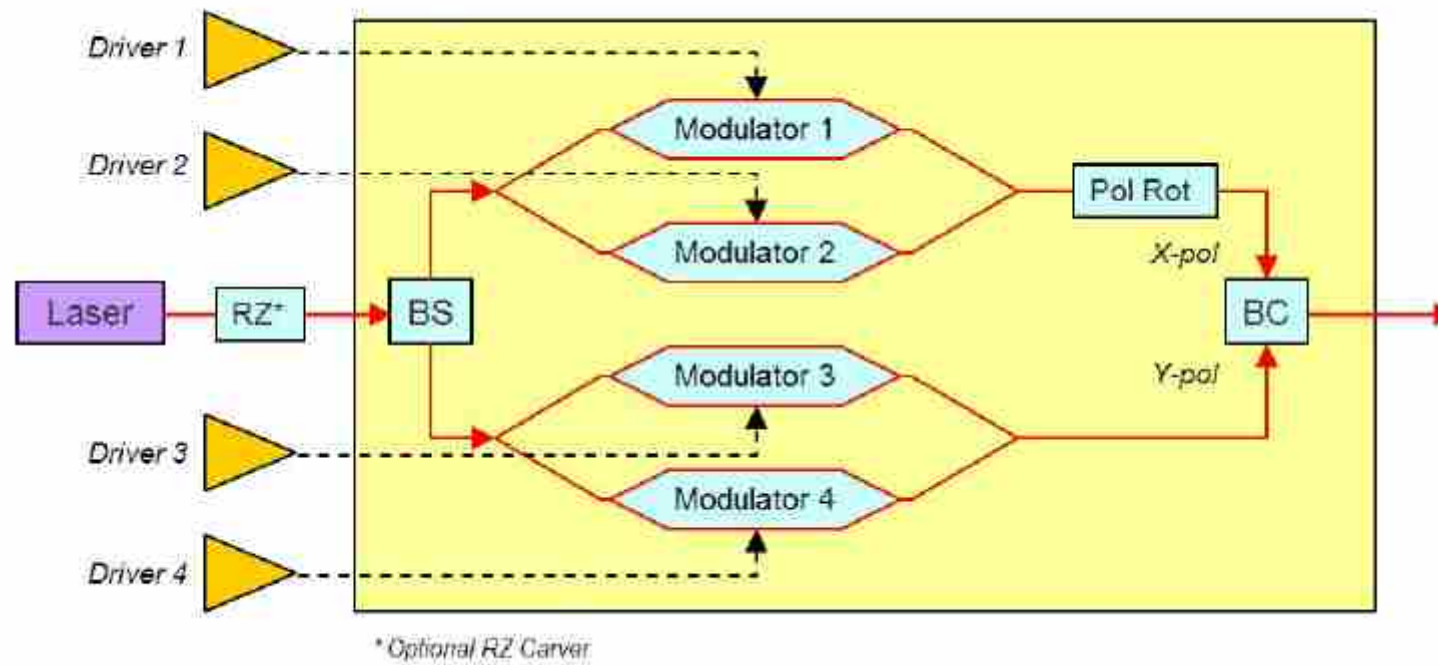 Driver 1
Modulator 1
Driver 2
Pol Rot
Modulator 2
X-pol
Laser
RZ*
BS
BC
Modulator 3
Y-pol
Driver 3
Modulator 4
Driver 4
* Optional RZ Carver